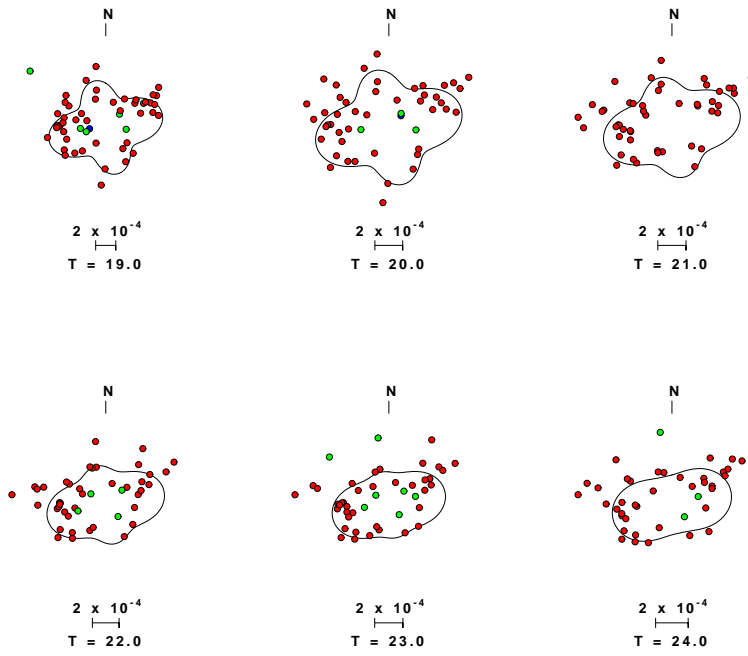 N N N
2 x 10⁻⁴ 2 x 10⁻⁴ 2 x 10⁻⁴
T = 19.0 T = 20.0 T = 21.0
N N N
2 x 10⁻⁴ 2 x 10⁻⁴ 2 x 10⁻⁴
T = 22.0 T = 23.0 T = 24.0